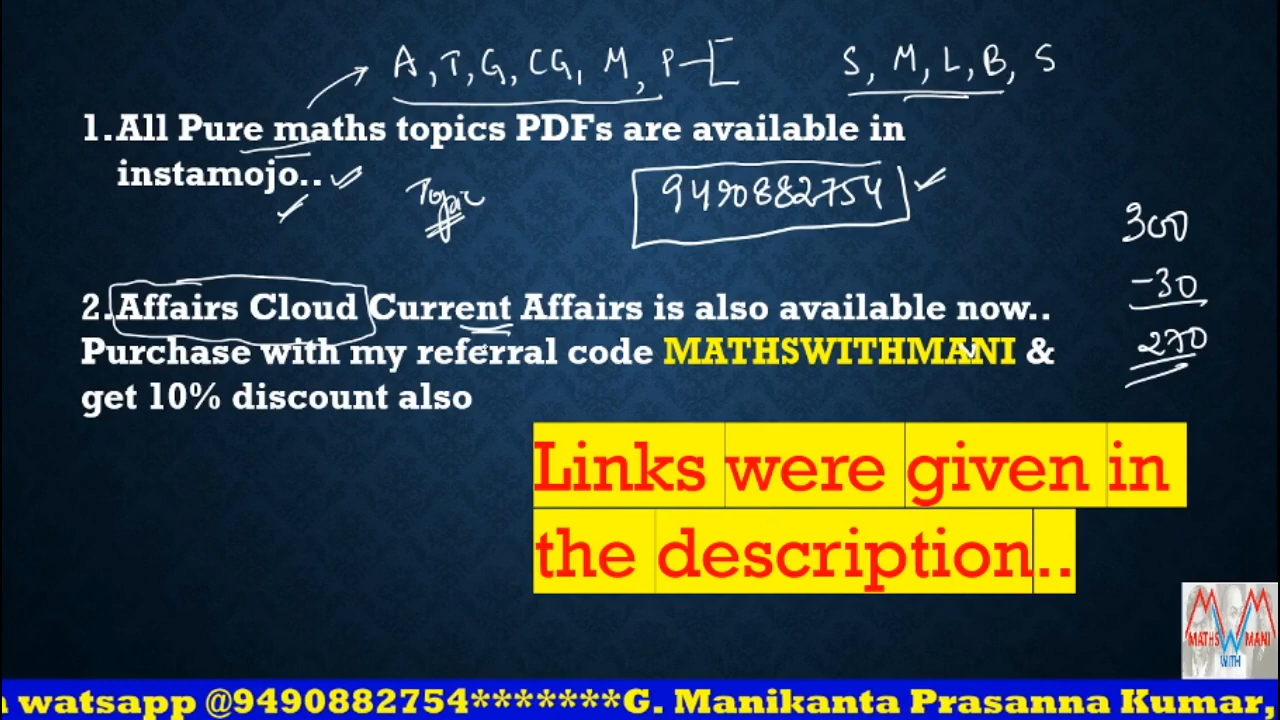 A, T, G, CG, M, P
S, M, L, B, S
1.All Pure maths topics PDFs are available in
instamojo..
Topic
9490882754
300
-30
270
2.Affairs Cloud Current Affairs is also available now..
Purchase with my referral code MATHSWITHMANI &
get 10% discount also
Links were given in
the description..
MATHS MANI
WITH
watsapp @9490882754*******G. Manikanta Prasanna Kumar,